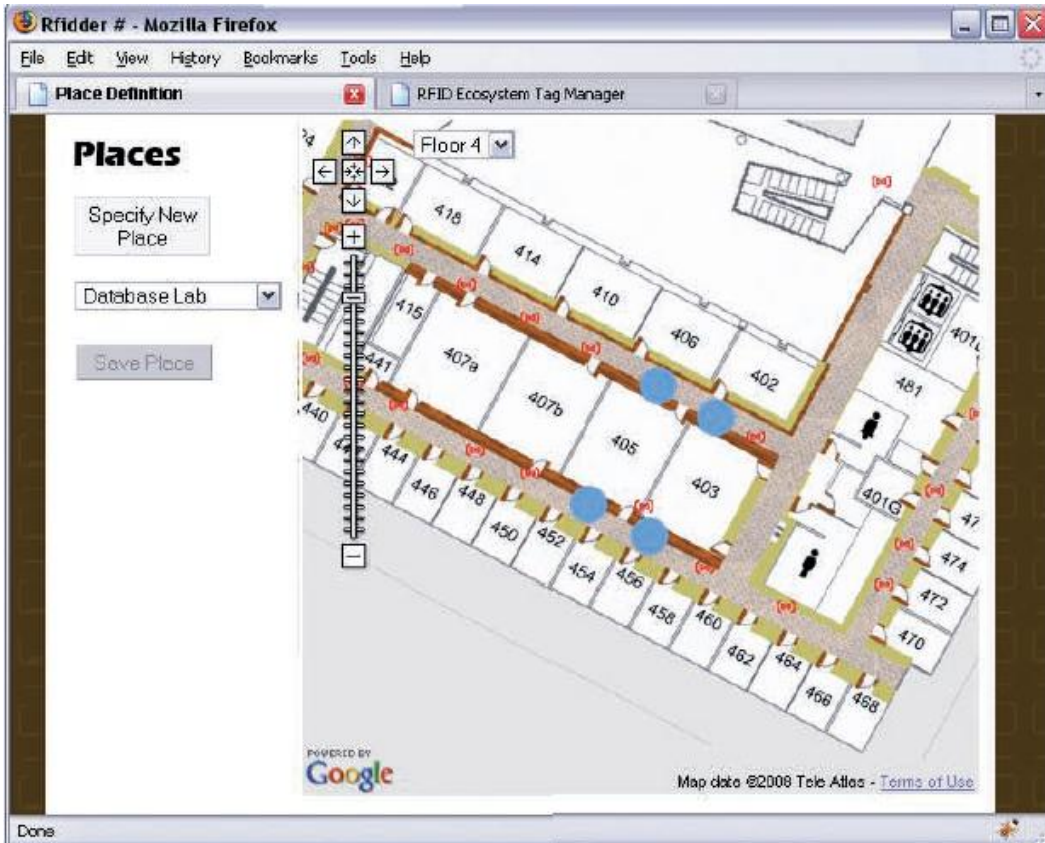 Rfidder # - Mozilla Firefox
File Edit View History Bookmarks Tools Help
Place Definition
RFID Ecosystem Tag Manager
Places
Specify New
Place
Database Lab
Save Place
Floor 4
418
414
410
406
402
415
407a
441
407b
405
403
481
401G
440
444
446
448
450
452
454
456
458
460
462
464
466
468
474
472
470
POWERED BY
Google
Map data ©2008 Tele Atlas - Terms of Use
Done